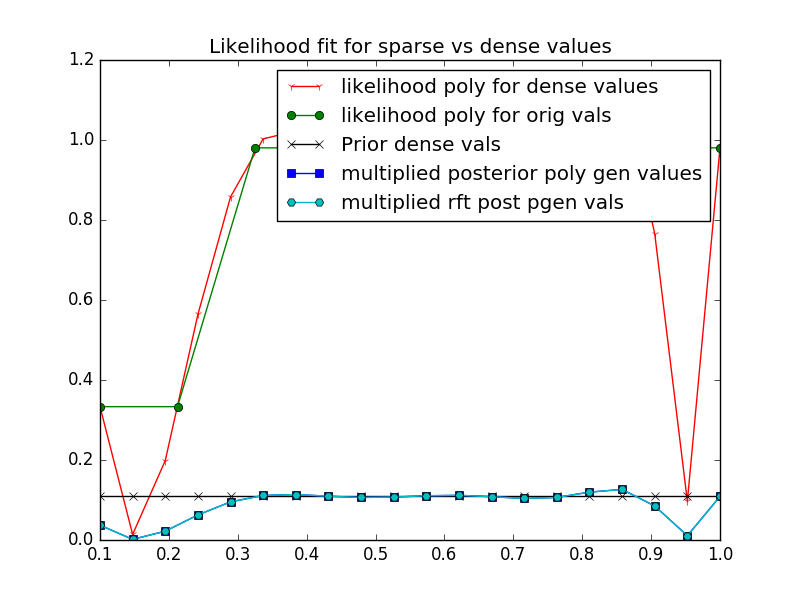 Likelihood fit for sparse vs dense values
1.2
likelihood poly for dense values
likelihood poly for orig vals
Prior dense vals
multiplied posterior poly gen values
multiplied rft post pgen vals
1.0
0.8
0.6
0.4
0.2
0.0
0.1 0.2 0.3 0.4 0.5 0.6 0.7 0.8 0.9 1.0